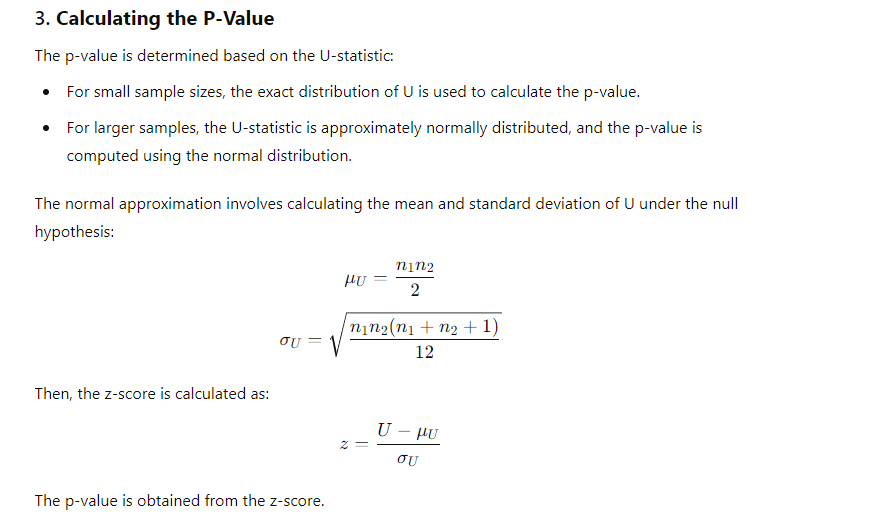 3. Calculating the P-Value
The p-value is determined based on the U-statistic:
• For small sample sizes, the exact distribution of U is used to calculate the p-value.
• For larger samples, the U-statistic is approximately normally distributed, and the p-value is
computed using the normal distribution.
The normal approximation involves calculating the mean and standard deviation of U under the null
hypothesis:
μ_U = \frac{n_1 n_2}{2}
σ_U = \sqrt{\frac{n_1 n_2 (n_1 + n_2 + 1)}{12}}
Then, the z-score is calculated as:
z = \frac{U − μ_U}{σ_U}
The p-value is obtained from the z-score.